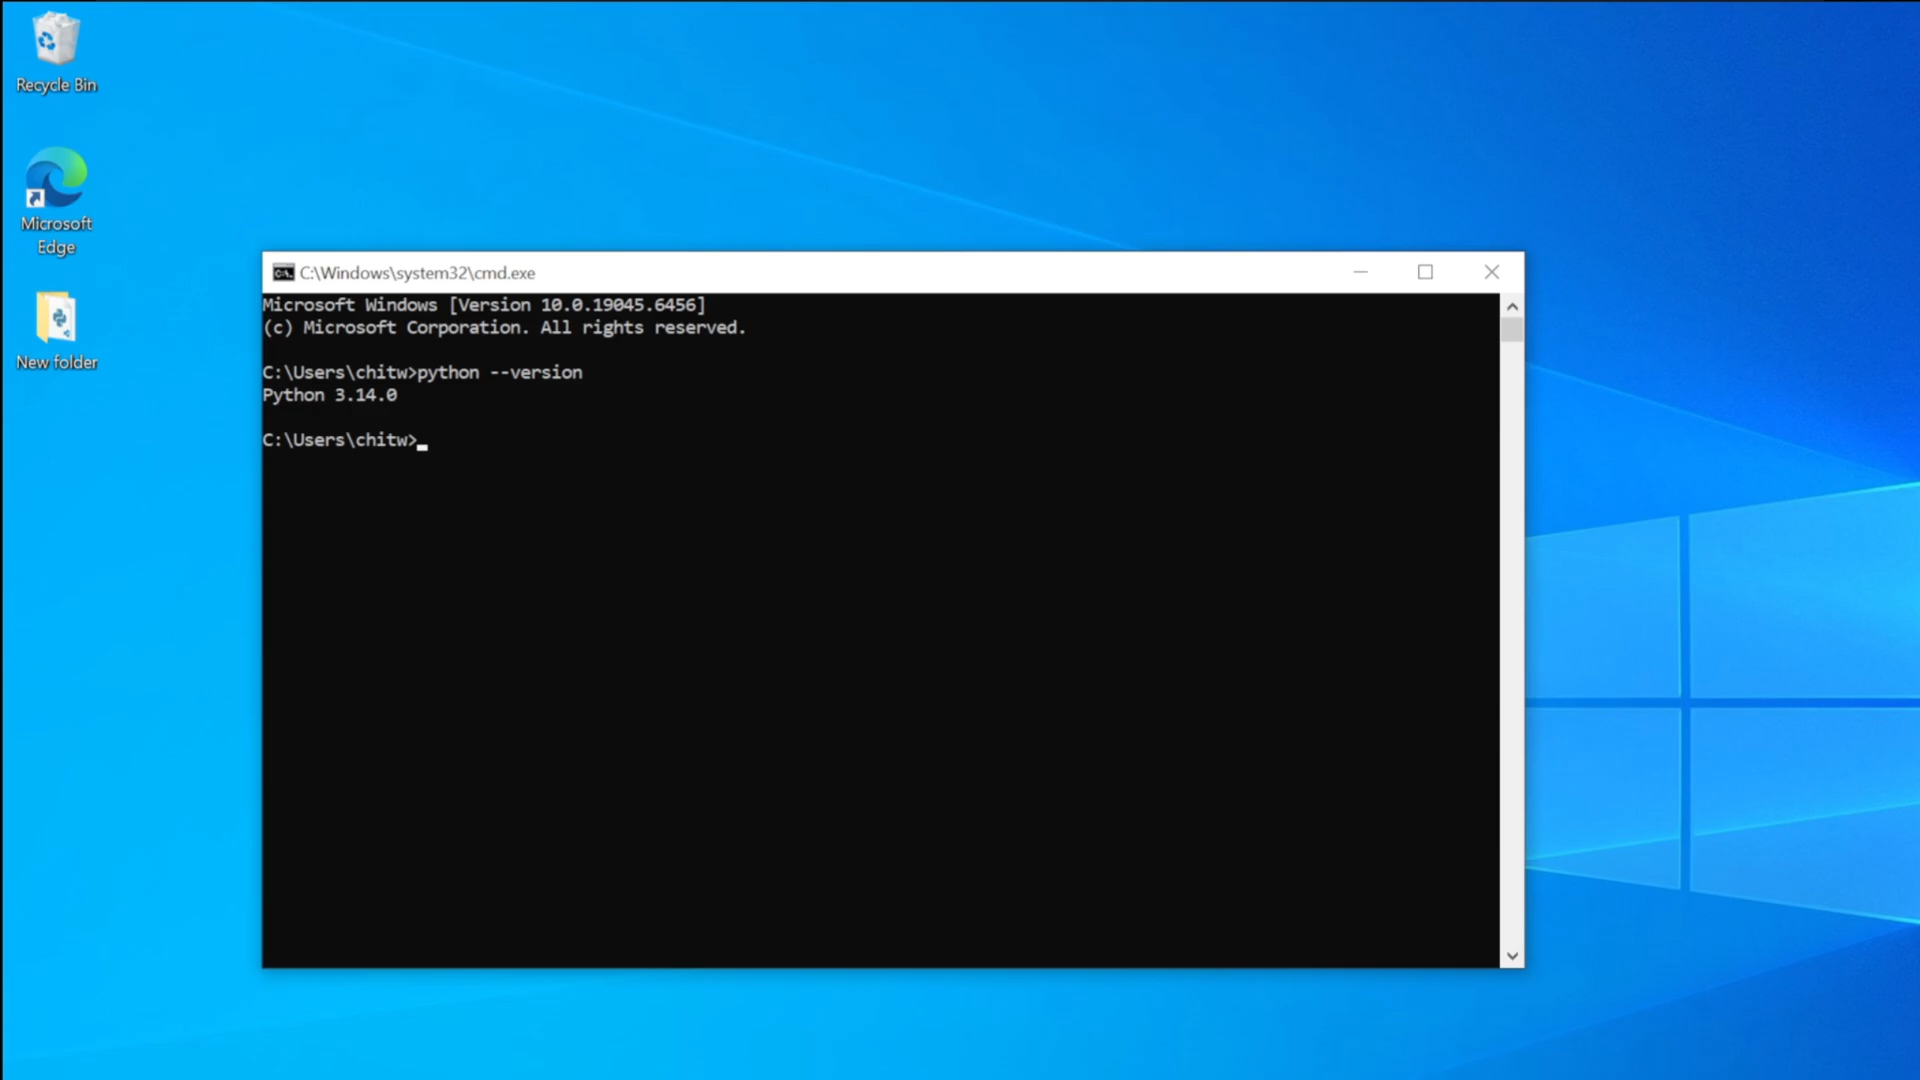 Recycle Bin
Microsoft
Edge
New folder
C:\Windows\system32\cmd.exe
Microsoft Windows [Version 10.0.19045.6456]
(c) Microsoft Corporation. All rights reserved.
C:\Users\chitw>python --version
Python 3.14.0
C:\Users\chitw>